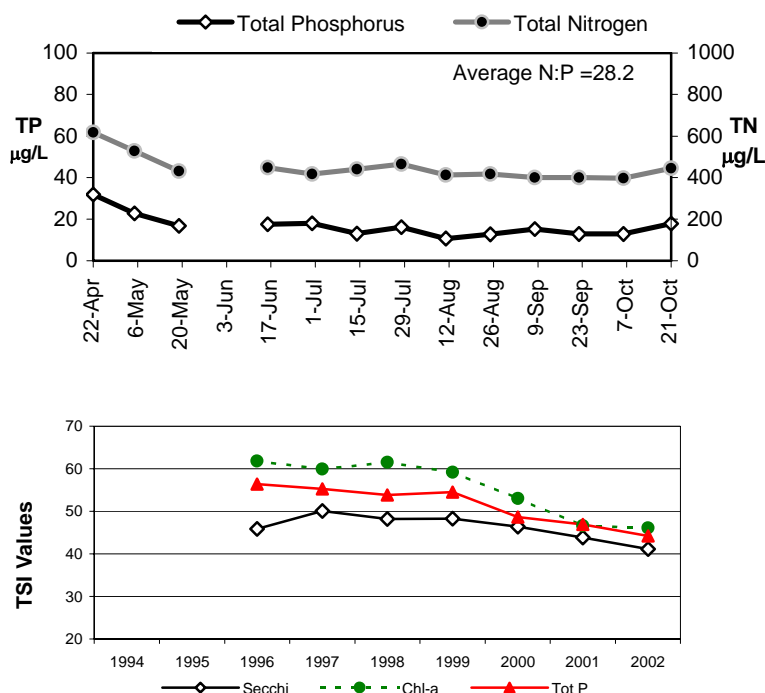 Total Phosphorus Total Nitrogen
100 1000
Average N:P =28.2
80 800
TP TN
µg/L µg/L
60 600
40 400
20 200
0 0
22-Apr 6-May 20-May 3-Jun 17-Jun 1-Jul 15-Jul 29-Jul 12-Aug 26-Aug 9-Sep 23-Sep 7-Oct 21-Oct
70
60
50
40
30
20
TSI Values
1994 1995 1996 1997 1998 1999 2000 2001 2002
Secchi Chl-a Tot P